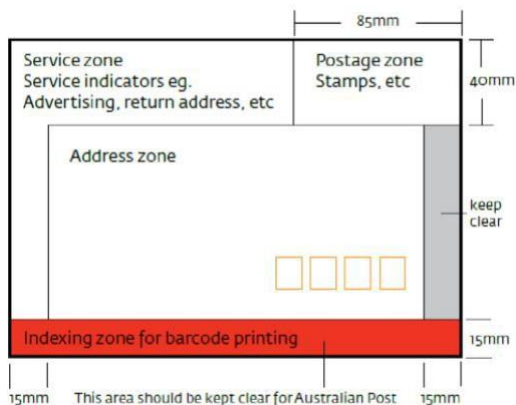 85mm
Service zone
Service indicators eg.
Advertising, return address, etc
Postage zone
Stamps, etc
40mm
Address zone
keep
clear
Indexing zone for barcode printing
15mm
15mm
This area should be kept clear for Australian Post
15mm